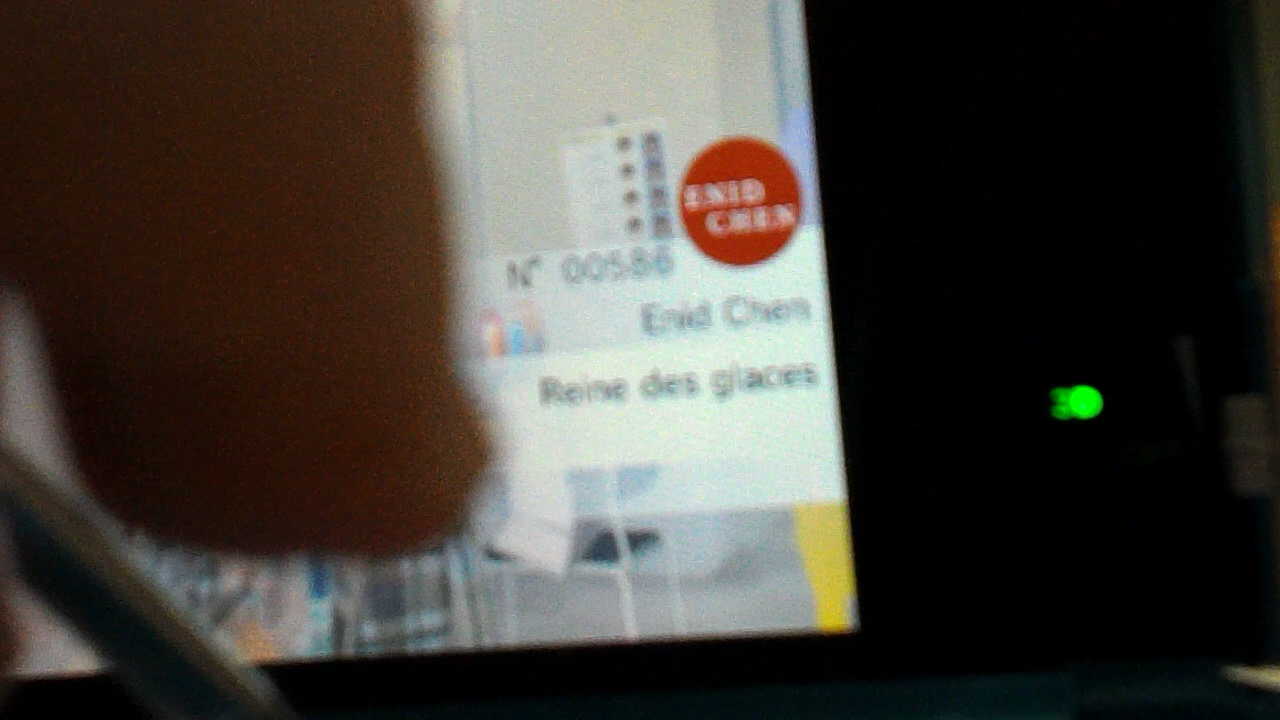 ENID
CHEN
N° 00586
Enid Chen
Reine des glaces